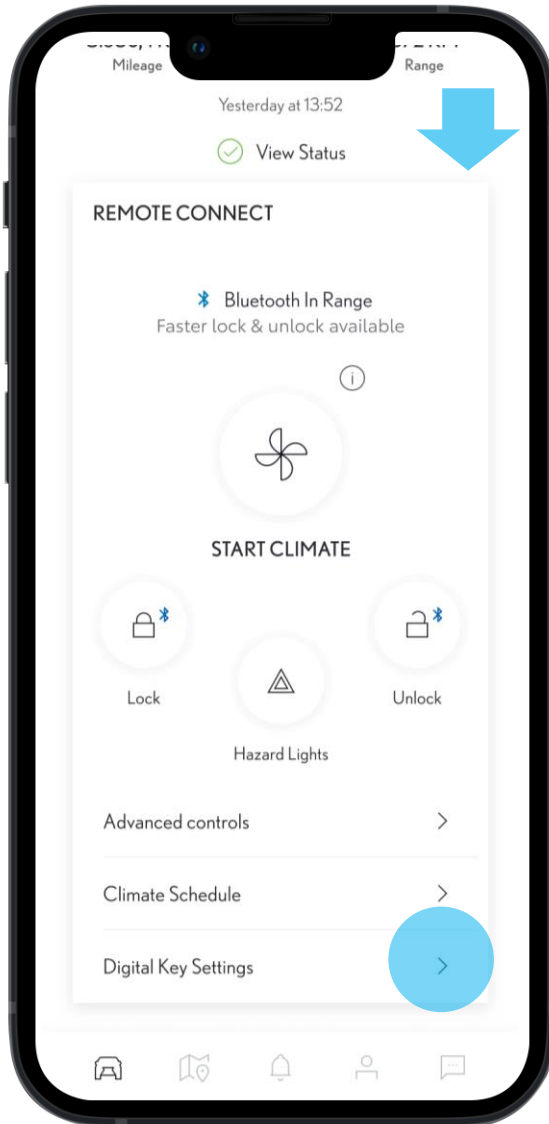 Mileage
Range
Yesterday at 13:52
View Status
REMOTE CONNECT
Bluetooth In Range
Faster lock & unlock available
START CLIMATE
Lock
Unlock
Hazard Lights
Advanced controls
Climate Schedule
Digital Key Settings